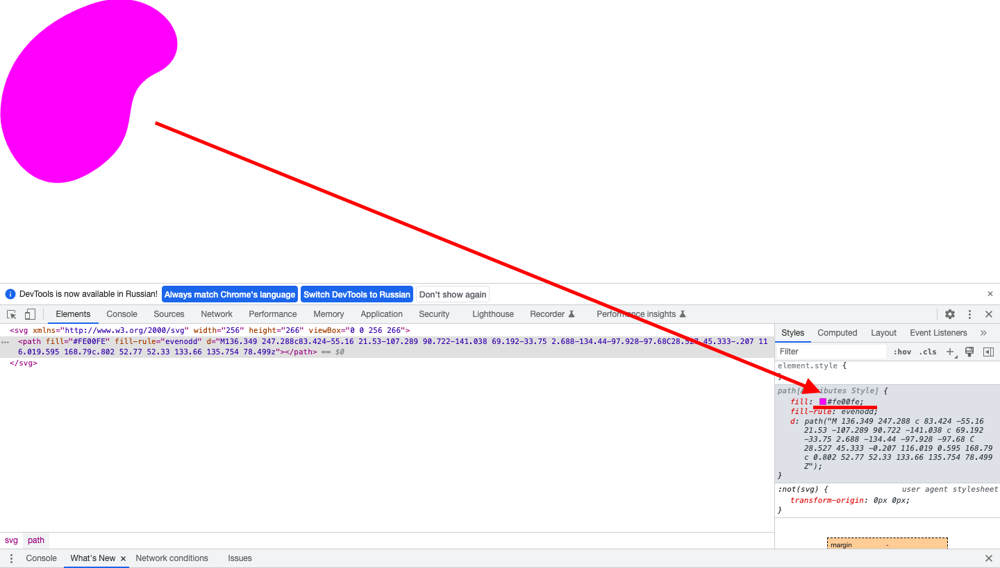 DevTools is now available in Russian! Always match Chrome's language Switch DevTools to Russian Don't show again
Elements Console Sources Network Performance Memory Application Security Lighthouse Recorder Performance insights
<svg xmlns="http://www.w3.org/2000/svg" width="256" height="266" viewBox="0 0 256 266">
<path fill="#FE00FE" fill-rule="evenodd" d="M136.349 247.288c83.424-55.16 21.53-107.289 90.722-141.038 69.192-33.75 2.688-134.44-97.928-97.68C28.527 45.333-.207 11
6.019.595 168.79c.802 52.77 52.33 133.66 135.754 78.499z"></path> == $0
</svg>
Styles Computed Layout Event Listeners
Filter :hov .cls
element.style {
}
path[Attributes Style] {
fill: #fe00fe;
fill-rule: evenodd;
d: path("M 136.349 247.288 c 83.424 -55.16
21.53 -107.289 90.722 -141.038 c 69.192
-33.75 2.688 -134.44 -97.928 -97.68 C
28.527 45.333 -0.207 116.019 0.595 168.79
c 0.802 52.77 52.33 133.66 135.754 78.499
Z");
}
:not(svg) { user agent stylesheet
transform-origin: 0px 0px;
}
margin -
svg path
Console What's New Network conditions Issues